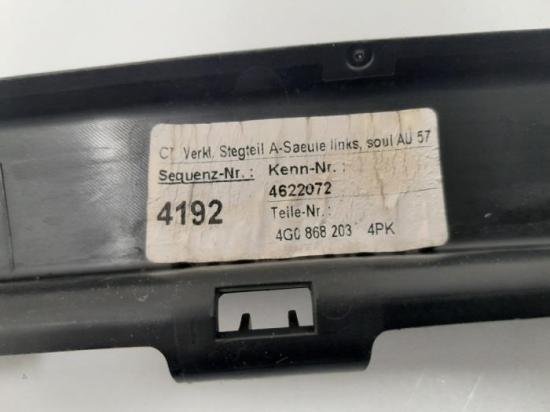 CT Verkl. Stegteil A-Saeule links, soul AU 57
Sequenz-Nr.: Kenn-Nr.:
4622072
4192
Teile-Nr.:
4G0 868 203 4PK